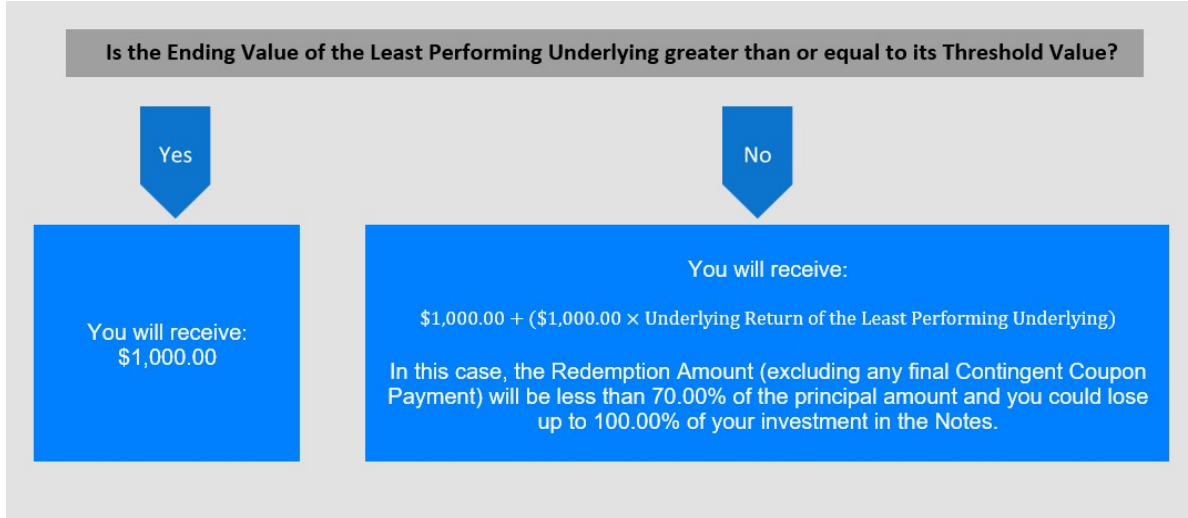 Is the Ending Value of the Least Performing Underlying greater than or equal to its Threshold Value?
Yes
No
You will receive:
$1,000.00
You will receive:
$1,000.00 + ($1,000.00 × Underlying Return of the Least Performing Underlying)
In this case, the Redemption Amount (excluding any final Contingent Coupon
Payment) will be less than 70.00% of the principal amount and you could lose
up to 100.00% of your investment in the Notes.